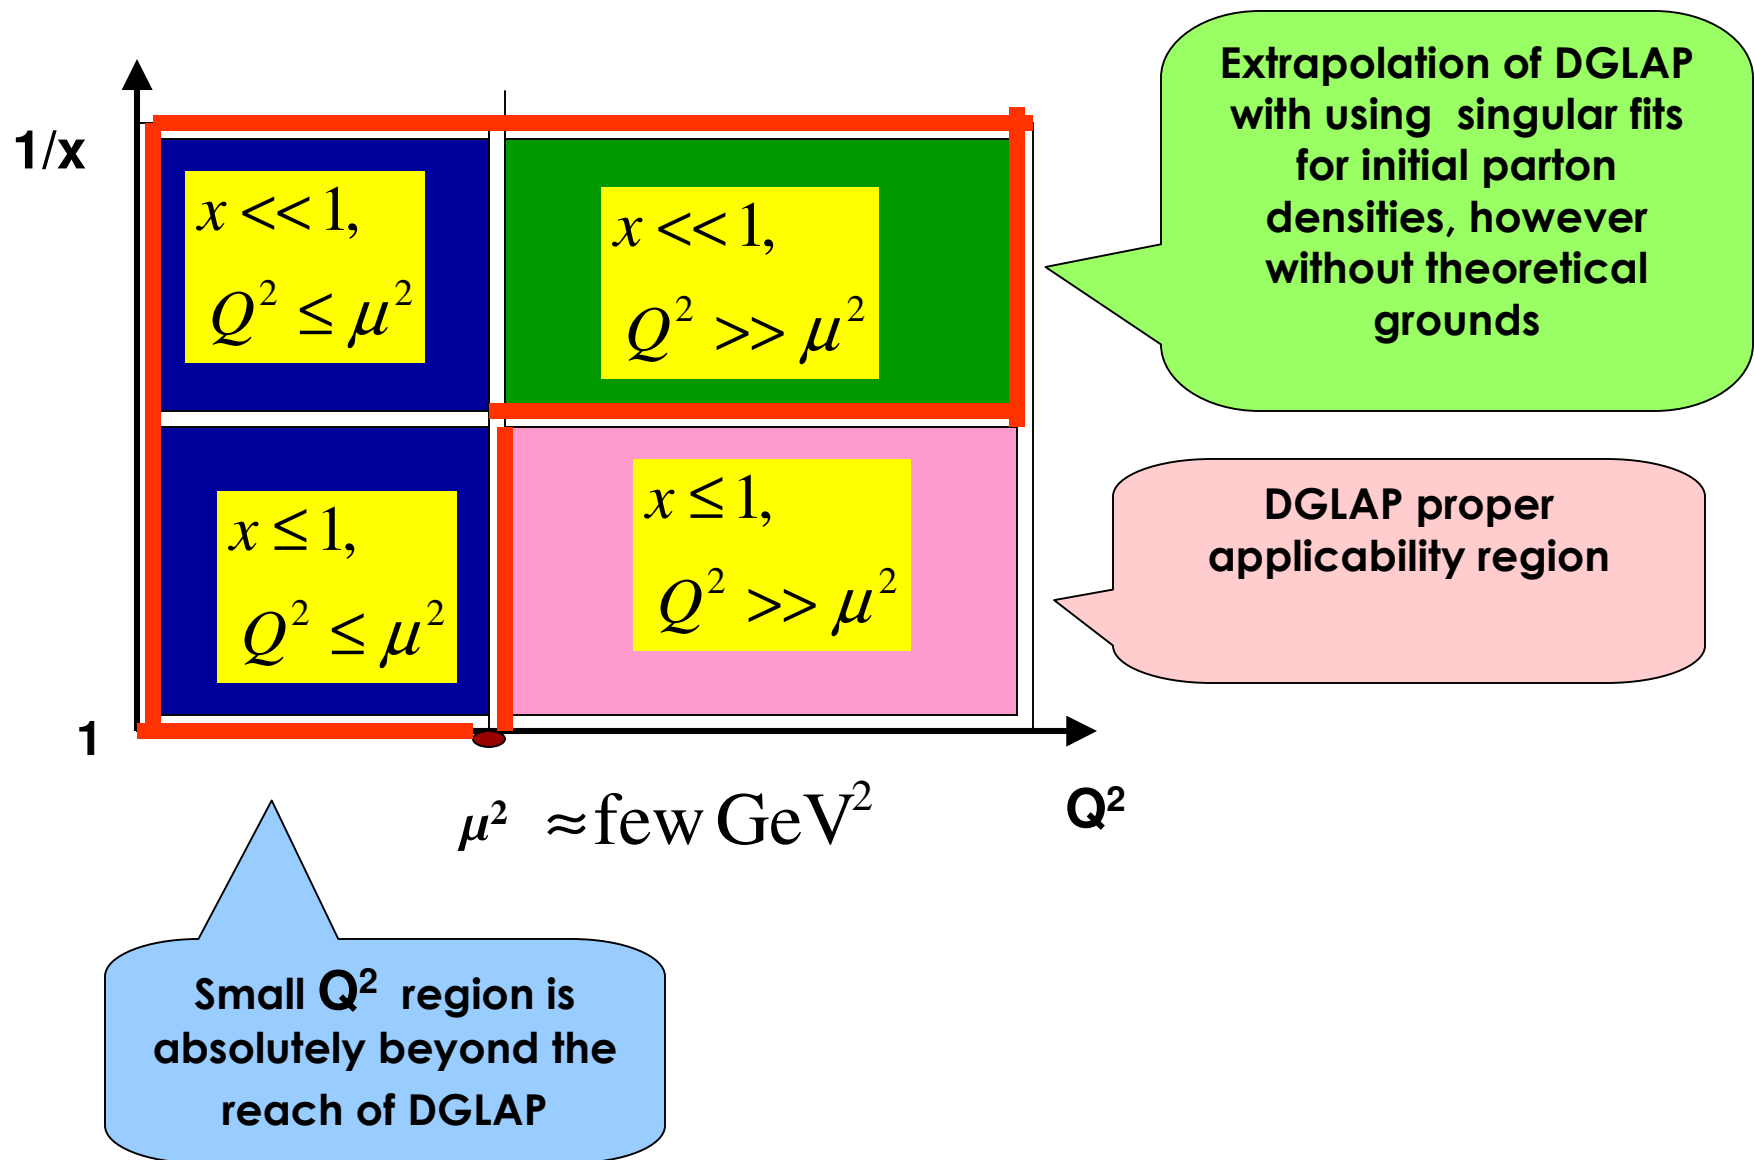 1/x
x << 1,
Q² ≤ μ²
x << 1,
Q² >> μ²
x ≤ 1,
Q² ≤ μ²
x ≤ 1,
Q² >> μ²
1
μ² ≈ few GeV²
Q²
Extrapolation of DGLAP
with using singular fits
for initial parton
densities, however
without theoretical
grounds
DGLAP proper
applicability region
Small Q² region is
absolutely beyond the
reach of DGLAP